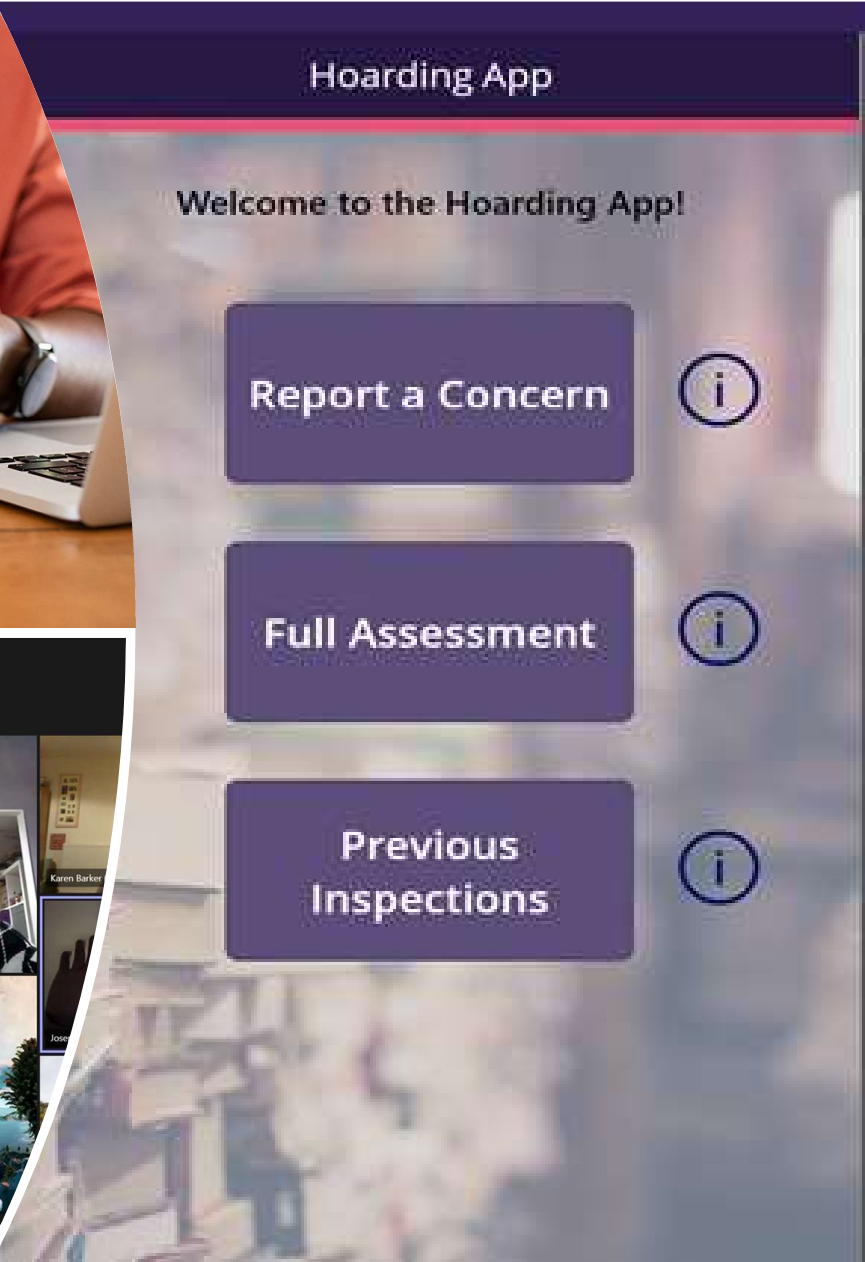 Hoarding App
Welcome to the Hoarding App!
Report a Concern
i
Full Assessment
i
Previous
Inspections
i
Karen Barker